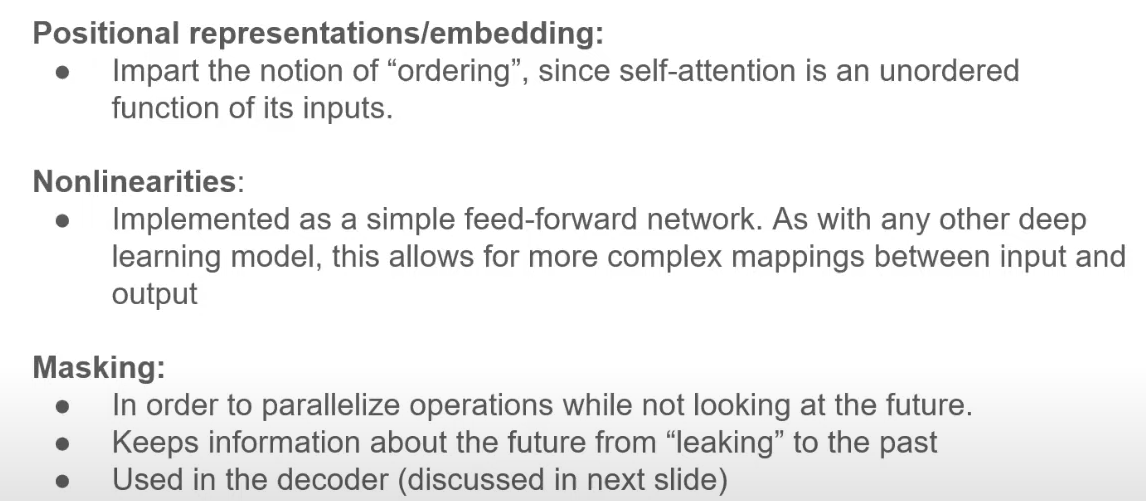 Positional representations/embedding:
● Impart the notion of “ordering”, since self-attention is an unordered
function of its inputs.
Nonlinearities:
● Implemented as a simple feed-forward network. As with any other deep
learning model, this allows for more complex mappings between input and
output
Masking:
● In order to parallelize operations while not looking at the future.
● Keeps information about the future from “leaking” to the past
● Used in the decoder (discussed in next slide)